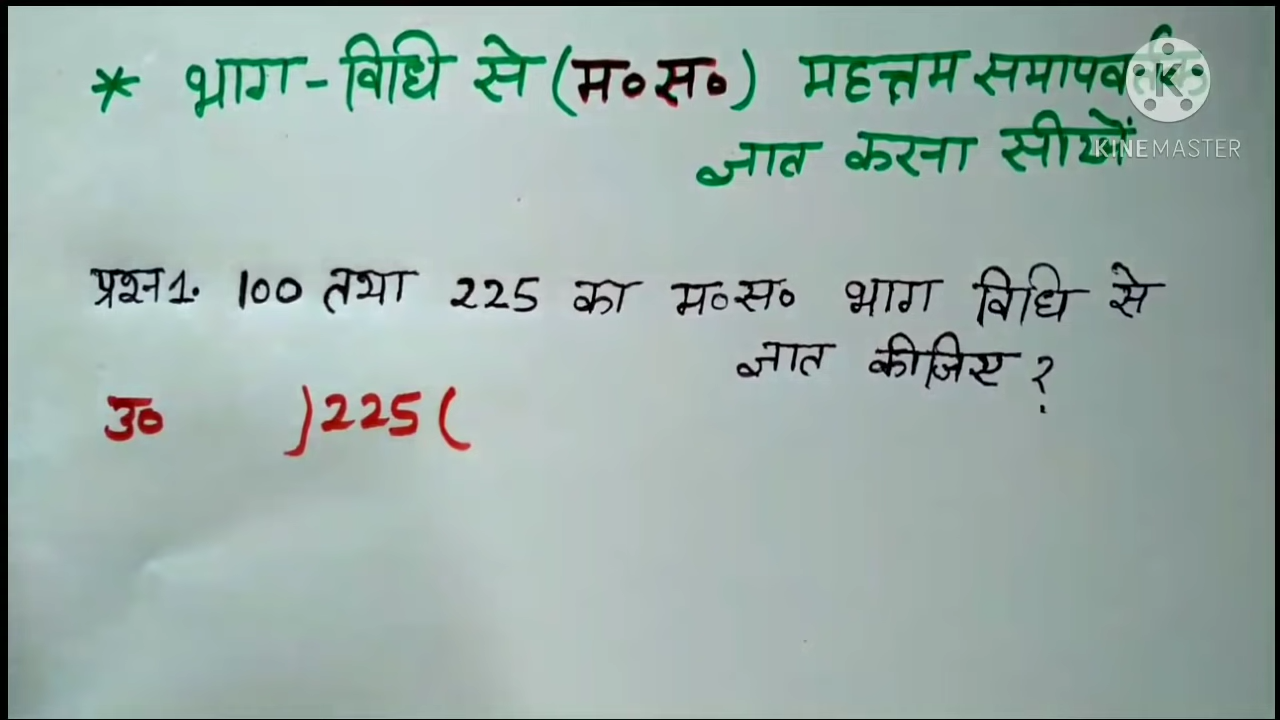 * भाग-विधि से (म०स०) महत्तम समापवर्तक
ज्ञात करना सीखें
K
KINEMASTER
प्रश्न1. 100 तथा 225 का म०स० भाग विधि से
ज्ञात कीजिए?
उ० )225(